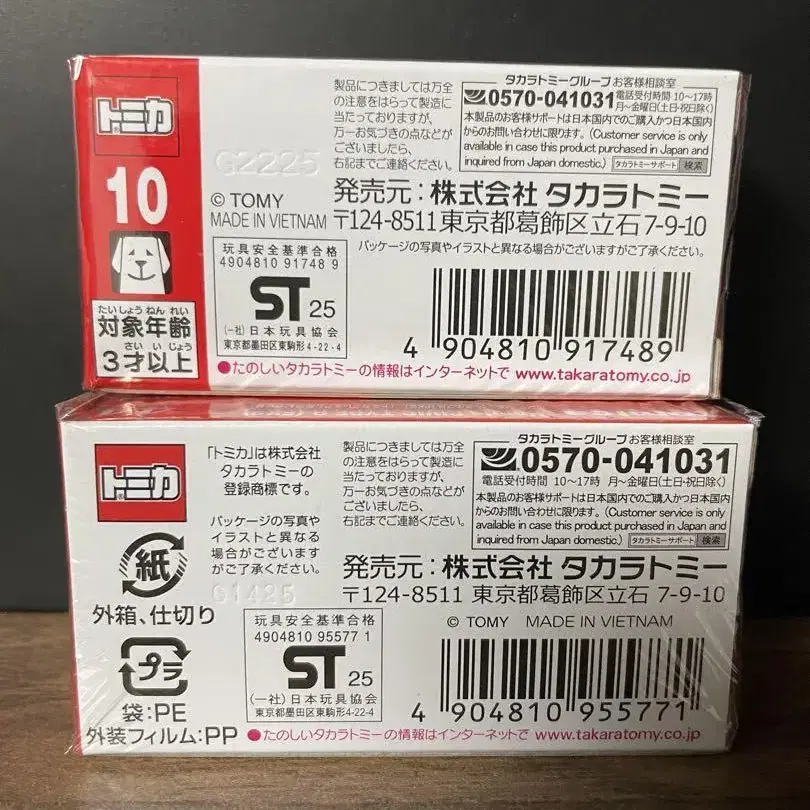 トミカ
10
たいしょうねんれい
対象年齢
さいいじょう
3才以上
G2225
© TOMY
MADE IN VIETNAM
製品につきましては万全
の注意をはらって製造に
当たっておりますが、
万一お気づきの点などが
ございましたら、
右記までご連絡ください。
タカラトミーグループ お客様相談室
0570-041031
電話受付時間 10〜17時
月〜金曜日(土日・祝日除く)
本製品のお客様サポートは日本国内でのご購入かつ日本国内
からのお問い合わせに限ります。(Customer service is only
available in case this product purchased in Japan and
inquired from Japan domestic.) タカラトミーサポート 検索
発売元:株式会社 タカラトミー
〒124-8511 東京都葛飾区立石 7-9-10
パッケージの写真やイラストと異なる場合がございますがご了承ください。
玩具安全基準合格
4904810 91748 9
ST 25
(一社)日本玩具協会
東京都墨田区東駒形4-22-4
4 904810 917489
●たのしいタカラトミーの情報はインターネットで www.takaratomy.co.jp
トミカ
「トミカ」は株式会社
タカラトミーの
登録商標です。
パッケージの写真や
イラストと異なる
場合がございますが
ご了承ください。
G1425
紙
外箱、仕切り
プラ
袋:PE
外装フィルム:PP
製品につきましては万全
の注意をはらって製造に
当たっておりますが、
万一お気づきの点などが
ございましたら、
右記までご連絡ください。
タカラトミーグループ お客様相談室
0570-041031
電話受付時間 10〜17時 月〜金曜日(土日・祝日除く)
本製品のお客様サポートは日本国内でのご購入かつ日本国内
からのお問い合わせに限ります。(Customer service is only
available in case this product purchased in Japan and
inquired from Japan domestic.) タカラトミーサポート 検索
発売元:株式会社 タカラトミー
〒124-8511 東京都葛飾区立石 7-9-10
© TOMY MADE IN VIETNAM
玩具安全基準合格
4904810 95577 1
ST 25
(一社)日本玩具協会
東京都墨田区東駒形4-22-4
4 904810 955771
●たのしいタカラトミーの情報はインターネットで www.takaratomy.co.jp